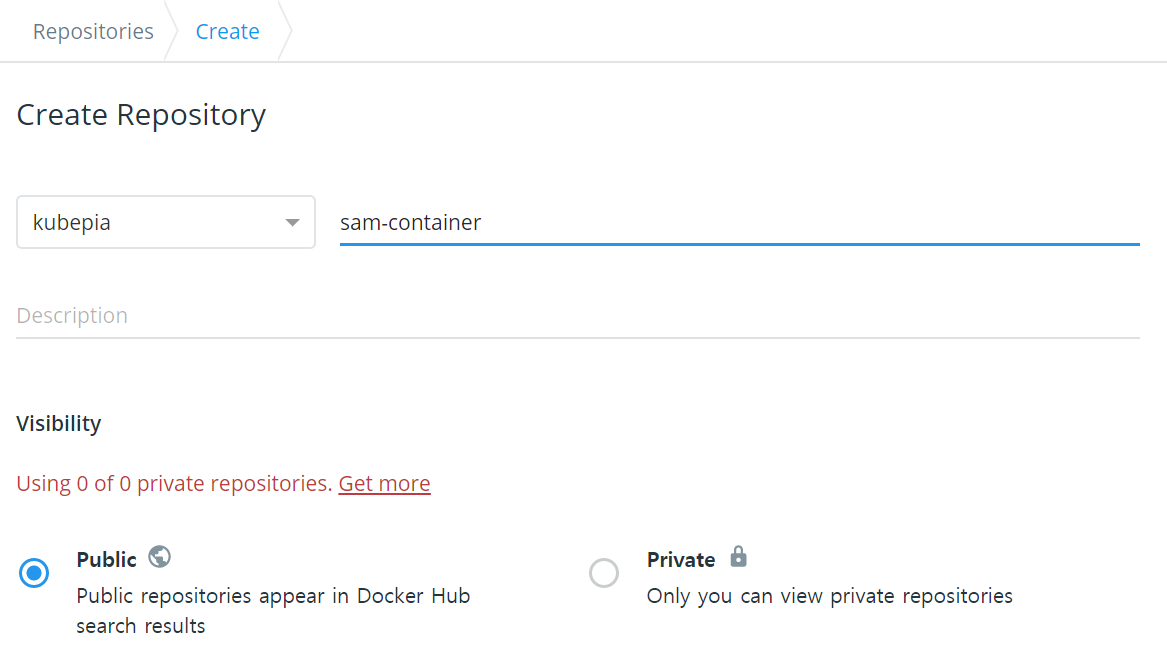 Repositories Create
Create Repository
kubepia sam-container
Description
Visibility
Using 0 of 0 private repositories. Get more
Public Private
Public repositories appear in Docker Hub Only you can view private repositories
search results